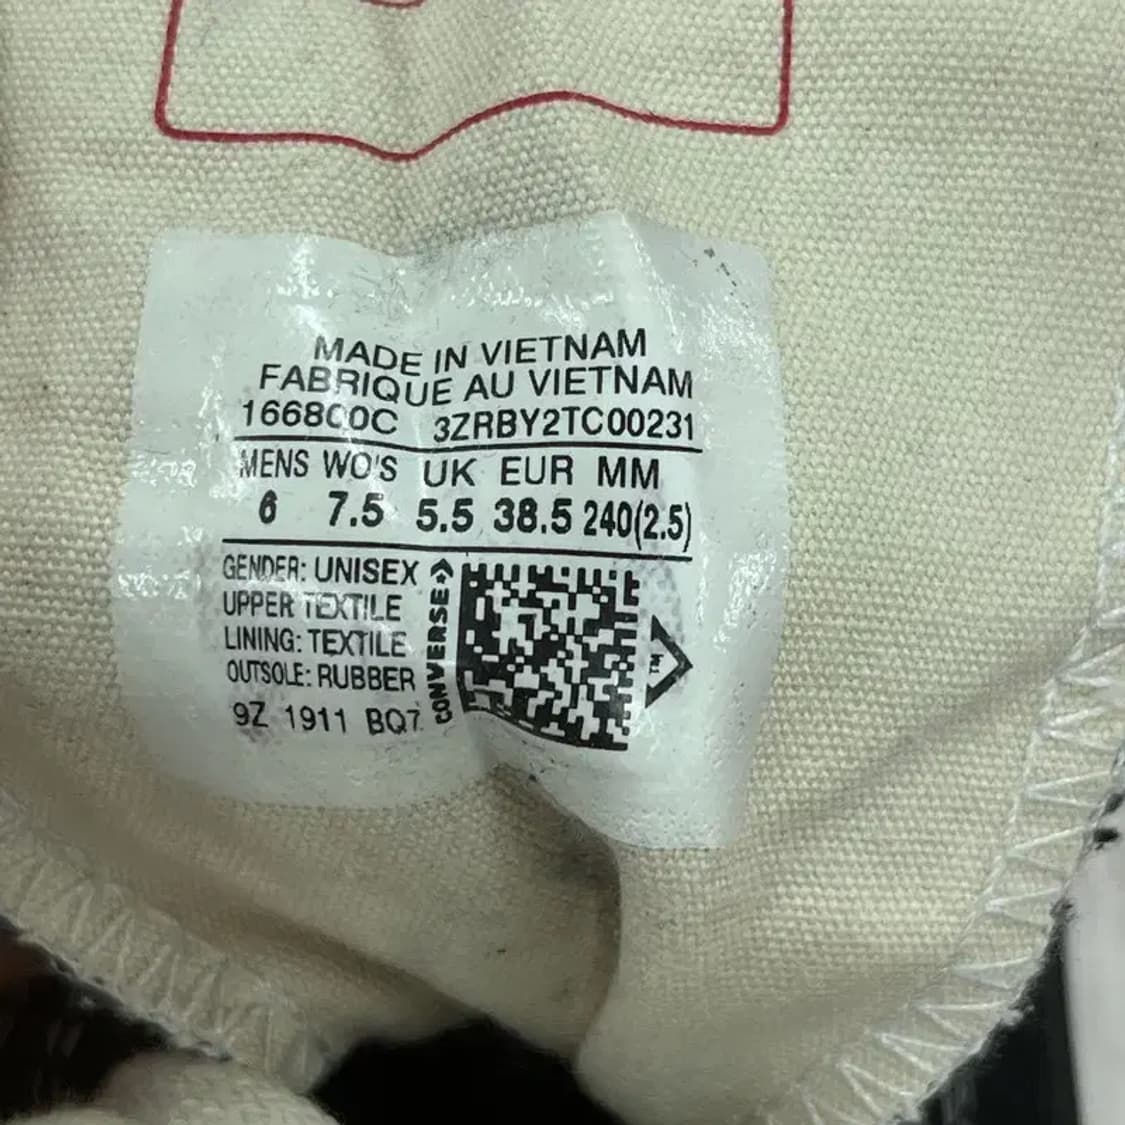 MADE IN VIETNAM
FABRIQUE AU VIETNAM
166800C 3ZRBY2TC00231
MENS WO'S UK EUR MM
6 7.5 5.5 38.5 240(2.5)
GENDER: UNISEX
UPPER TEXTILE
LINING: TEXTILE
OUTSOLE: RUBBER
9Z 1911 BQ7
CONVERSE